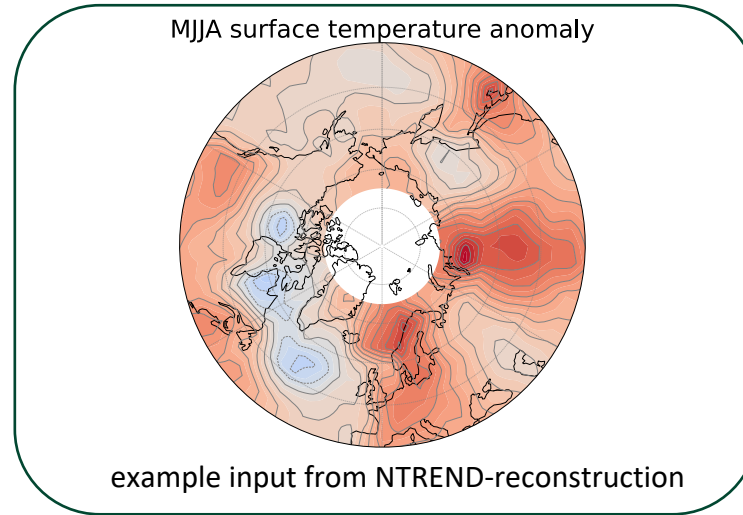 MJJA surface temperature anomaly
example input from NTREND-reconstruction